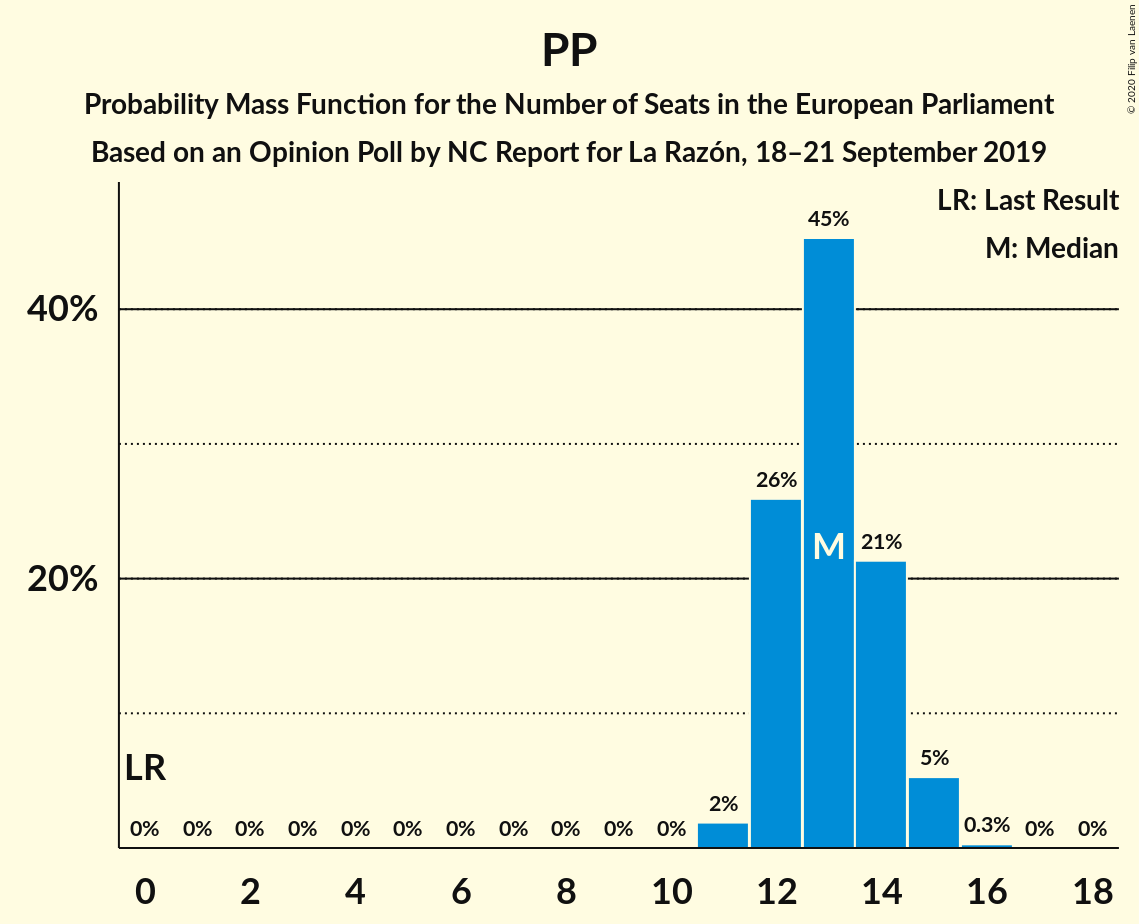 PP
Probability Mass Function for the Number of Seats in the European Parliament
Based on an Opinion Poll by NC Report for La Razón, 18–21 September 2019
© 2020 Filip van Laenen
LR: Last Result
M: Median
45%
40%
26%
M
21%
20%
LR
5%
2%
0% 0% 0% 0% 0% 0% 0% 0% 0% 0% 0% 0.3% 0% 0%
0 2 4 6 8 10 12 14 16 18